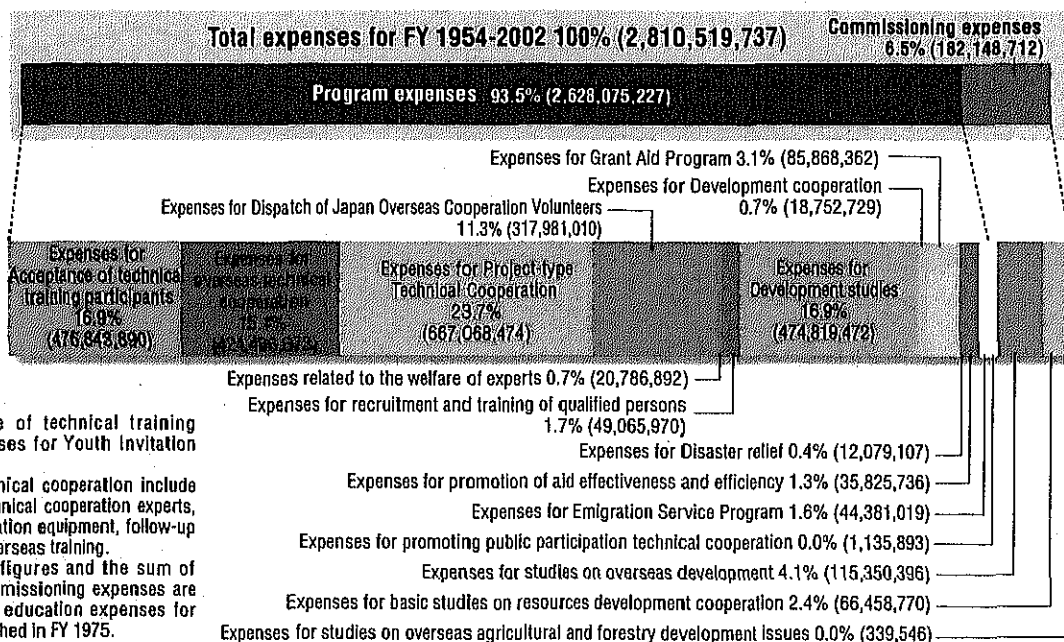 Total expenses for FY 1954-2002 100% (2,810,519,737)
Commissioning expenses
6.5% (182,148,712)
Program expenses 93.5% (2,628,075,227)
Expenses for Grant Aid Program 3.1% (85,868,362)
Expenses for Development cooperation
0.7% (18,752,729)
Expenses for Dispatch of Japan Overseas Cooperation Volunteers
11.3% (317,981,010)
Expenses for
Acceptance of technical
training participants
16.9%
Expenses for
overseas technical
cooperation
Expenses for Project-type
Technical Cooperation
23.7%
(667,068,474)
Expenses for
Development studies
16.9%
(474,819,472)
Expenses related to the welfare of experts 0.7% (20,786,892)
Expenses for recruitment and training of qualified persons
1.7% (49,065,970)
Expenses for Disaster relief 0.4% (12,079,107)
Expenses for promotion of aid effectiveness and efficiency 1.3% (35,825,736)
Expenses for Emigration Service Program 1.6% (44,381,019)
Expenses for promoting public participation technical cooperation 0.0% (1,135,893)
Expenses for studies on overseas development 4.1% (115,350,396)
Expenses for basic studies on resources development cooperation 2.4% (66,458,770)
Expenses for studies on overseas agricultural and forestry development issues 0.0% (339,546)
e of technical training
ses for Youth Invitation
nical cooperation include
nical cooperation experts,
ation equipment, follow-up
erseas training.
figures and the sum of
missioning expenses are
education expenses for
hed in FY 1975.